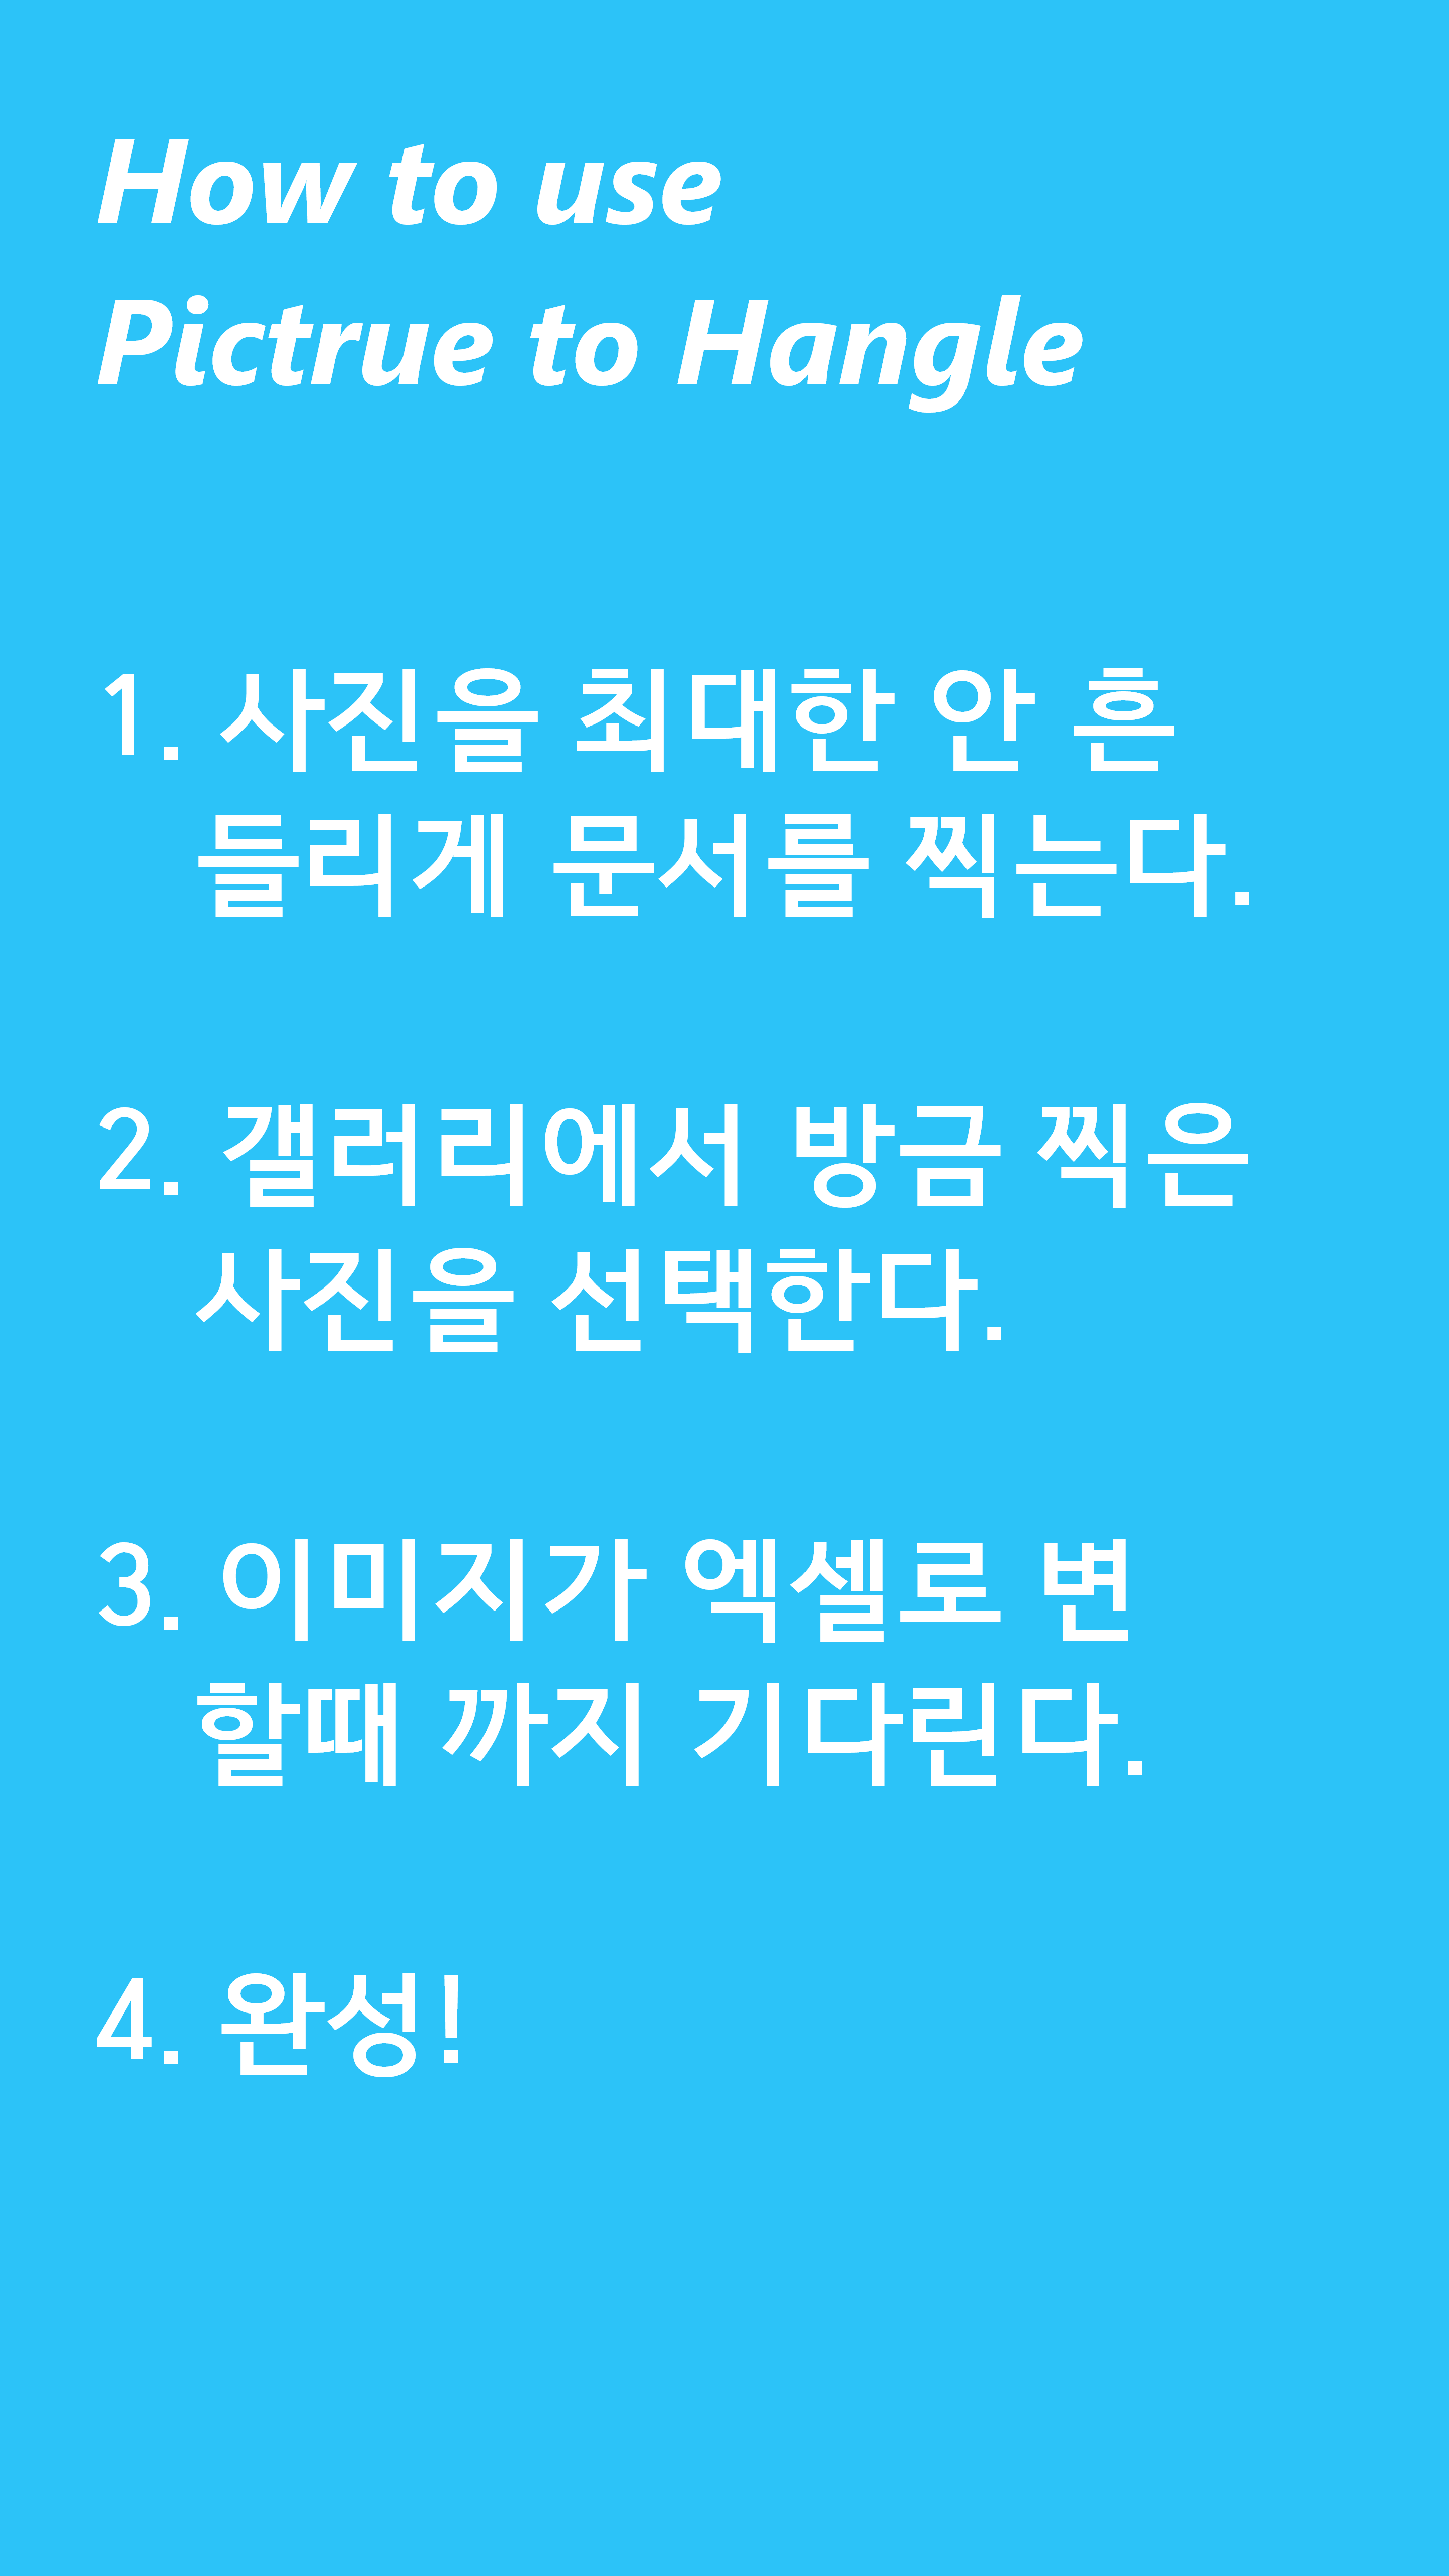 How to use
Pictrue to Hangle
1. 사진을 최대한 안 흔
들리게 문서를 찍는다.
2. 갤러리에서 방금 찍은
사진을 선택한다.
3. 이미지가 엑셀로 변
할때 까지 기다린다.
4. 완성!